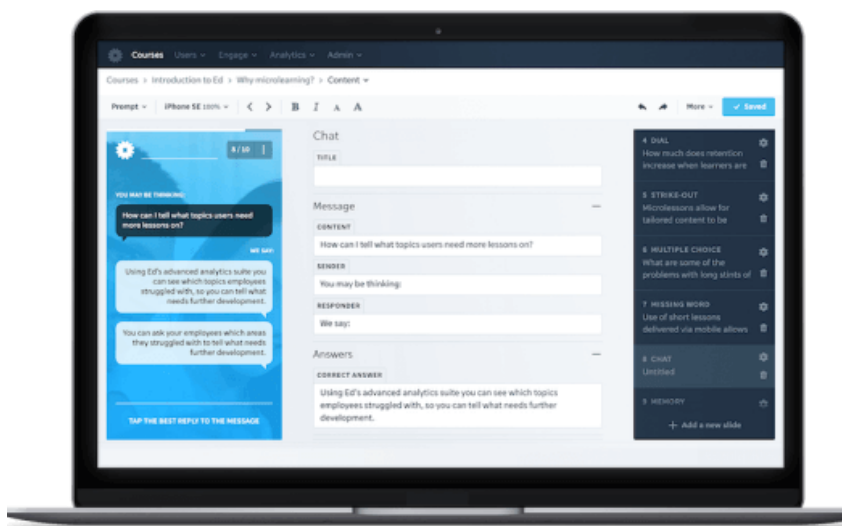 Courses Users Engage Analytics Admin
Courses > Introduction to Ed > Why microlearning? > Content
Prompt iPhone SE 100% B I A A More Saved
8/10
YOU MAY BE THINKING:
How can I tell what topics users need
more lessons on?
WE SAY:
Using Ed's advanced analytics suite you
can see which topics employees
struggled with, so you can tell what
needs further development.
You can ask your employees which areas
they struggled with to tell what needs
further development.
TAP THE BEST REPLY TO THE MESSAGE
Chat
TITLE
Message
CONTENT
How can I tell what topics users need more lessons on?
SENDER
You may be thinking:
RESPONDER
We say:
Answers
CORRECT ANSWER
Using Ed's advanced analytics suite you can see which topics
employees struggled with, so you can tell what needs further
development.
4 DIAL
How much does retention
increase when learners are
5 STRIKE-OUT
Microlessons allow for
tailored content to be
6 MULTIPLE CHOICE
What are some of the
problems with long stints of
7 MISSING WORD
Use of short lessons
delivered via mobile allows
8 CHAT
Untitled
9 MEMORY
+ Add a new slide